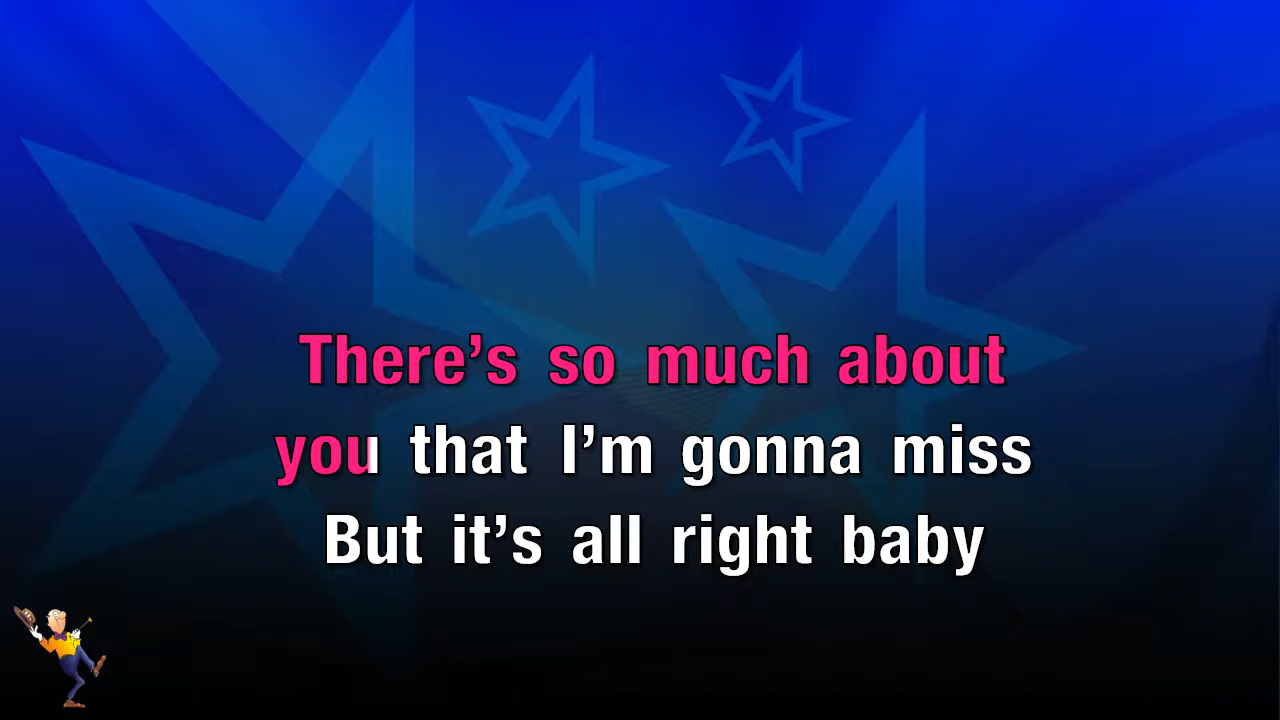 There’s so much about
you that I’m gonna miss
But it’s all right baby